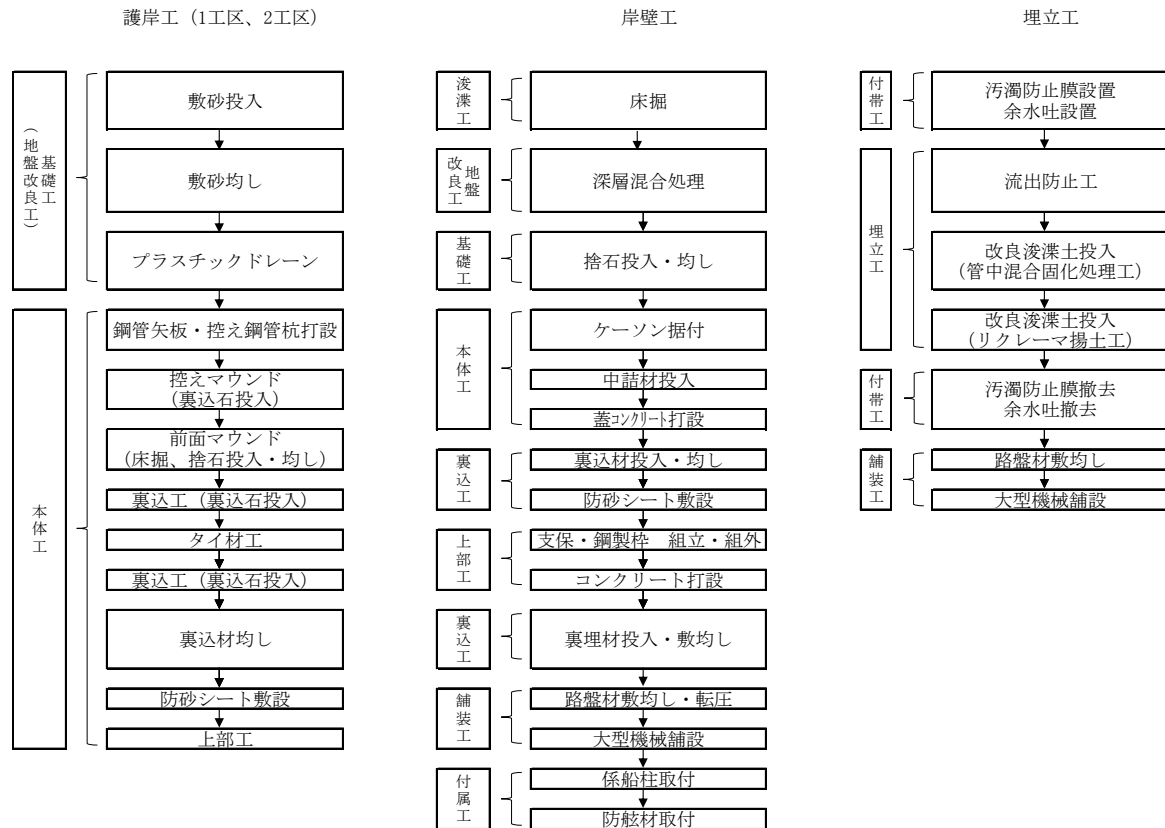 護岸工（1工区、2工区）
基礎工
（地盤改良工）
敷砂投入
敷砂均し
プラスチックドレーン
本体工
鋼管矢板・控え鋼管杭打設
控えマウンド
（裏込石投入）
前面マウンド
（床掘、捨石投入・均し）
裏込工（裏込石投入）
タイ材工
裏込工（裏込石投入）
裏込材均し
防砂シート敷設
上部工
岸壁工
浚渫工
床掘
地盤
改良工
深層混合処理
基礎工
捨石投入・均し
本体工
ケーソン据付
中詰材投入
蓋コンクリート打設
裏込工
裏込材投入・均し
防砂シート敷設
上部工
支保・鋼製枠　組立・組外
コンクリート打設
裏込工
裏埋材投入・敷均し
舗装工
路盤材敷均し・転圧
大型機械舗設
付属工
係船柱取付
防舷材取付
埋立工
付帯工
汚濁防止膜設置
余水吐設置
埋立工
流出防止工
改良浚渫土投入
（管中混合固化処理工）
改良浚渫土投入
（リクレーマ揚土工）
付帯工
汚濁防止膜撤去
余水吐撤去
舗装工
路盤材敷均し
大型機械舗設